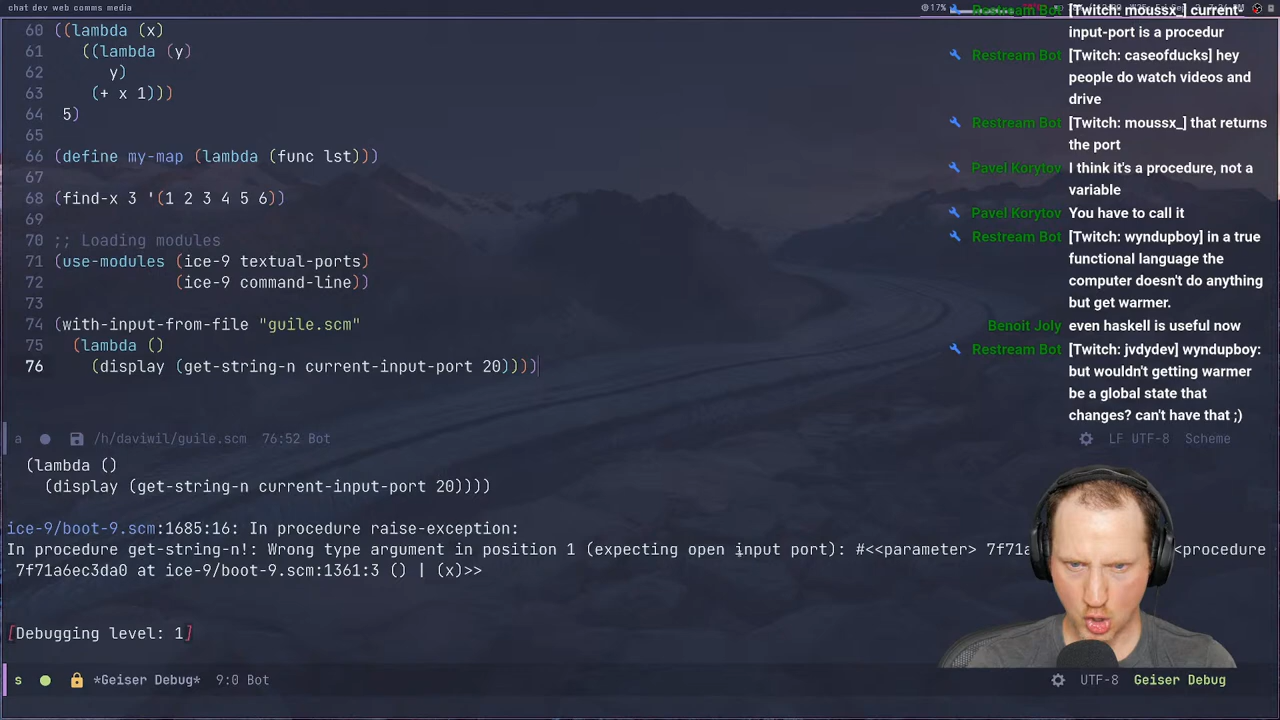 chat dev web comms media
17%
60 ((lambda (x)
61 ((lambda (y)
62 y)
63 (+ x 1)))
64 5)
65
66 (define my-map (lambda (func lst)))
67
68 (find-x 3 '(1 2 3 4 5 6))
69
70 ;; Loading modules
71 (use-modules (ice-9 textual-ports)
72 (ice-9 command-line))
73
74 (with-input-from-file "guile.scm"
75 (lambda ()
76 (display (get-string-n current-input-port 20))))
a /h/daviwil/guile.scm 76:52 Bot LF UTF-8 Scheme
(lambda ()
(display (get-string-n current-input-port 20))))
ice-9/boot-9.scm:1685:16: In procedure raise-exception:
In procedure get-string-n!: Wrong type argument in position 1 (expecting open input port): #<<parameter> 7f71a <procedure
7f71a6ec3da0 at ice-9/boot-9.scm:1361:3 () | (x)>>
[Debugging level: 1]
s *Geiser Debug* 9:0 Bot UTF-8 Geiser Debug
Restream Bot [Twitch: moussx_] current-
input-port is a procedur
Restream Bot [Twitch: caseofducks] hey
people do watch videos and
drive
Restream Bot [Twitch: moussx_] that returns
the port
Pavel Korytov I think it's a procedure, not a
variable
Pavel Korytov You have to call it
Restream Bot [Twitch: wyndupboy] in a true
functional language the
computer doesn't do anything
but get warmer.
Benoit Joly even haskell is useful now
Restream Bot [Twitch: jvdydev] wyndupboy:
but wouldn't getting warmer
be a global state that
changes? can't have that ;)